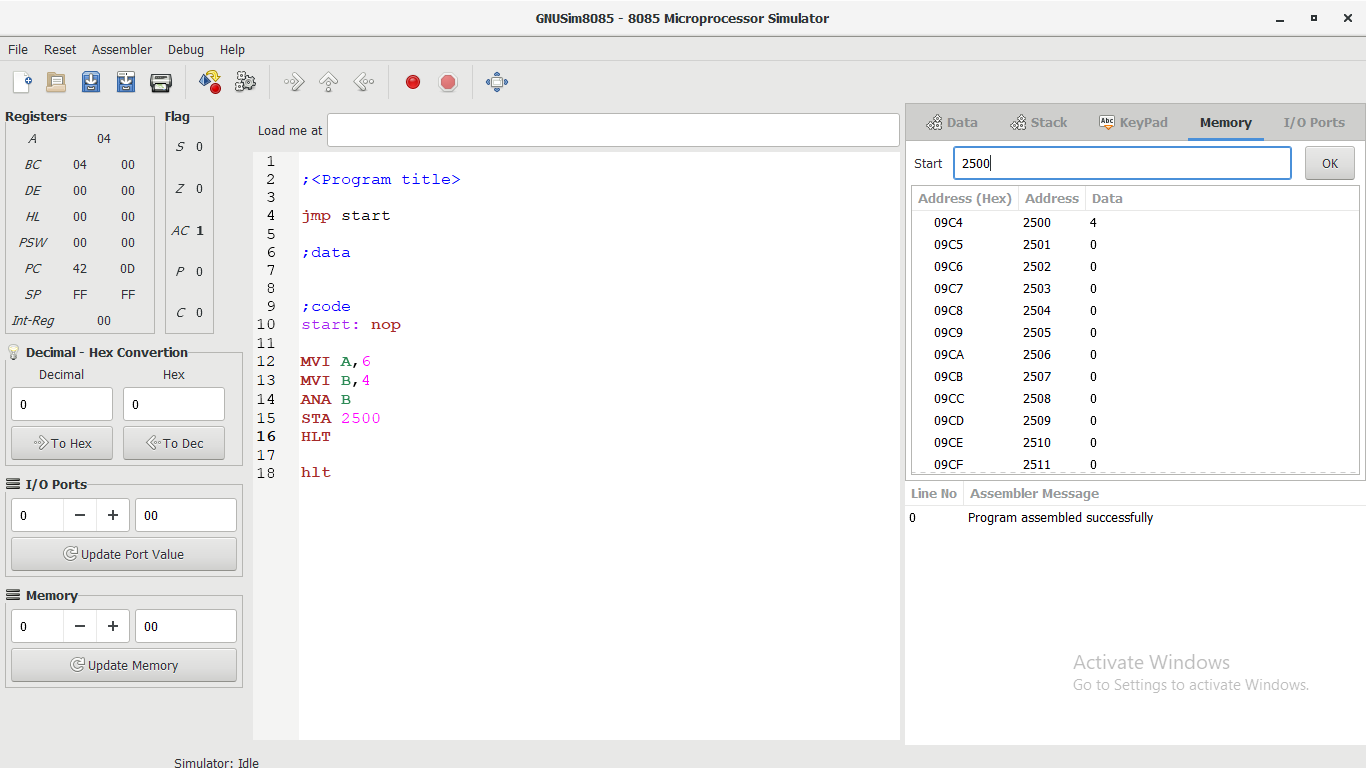 GNUSim8085 - 8085 Microprocessor Simulator
File Reset Assembler Debug Help
Registers
A 04
BC 04 00
DE 00 00
HL 00 00
PSW 00 00
PC 42 0D
SP FF FF
Int-Reg 00
Flag
S 0
Z 0
AC 1
P 0
C 0
Decimal - Hex Convertion
Decimal Hex
0 0
To Hex To Dec
I/O Ports
0 − + 00
Update Port Value
Memory
0 − + 00
Update Memory
Load me at
1
2 ;<Program title>
3
4 jmp start
5
6 ;data
7
8
9 ;code
10 start: nop
11
12 MVI A,6
13 MVI B,4
14 ANA B
15 STA 2500
16 HLT
17
18 hlt
Data Stack Abc KeyPad Memory I/O Ports
Start 2500 OK
Address (Hex) Address Data
09C4 2500 4
09C5 2501 0
09C6 2502 0
09C7 2503 0
09C8 2504 0
09C9 2505 0
09CA 2506 0
09CB 2507 0
09CC 2508 0
09CD 2509 0
09CE 2510 0
09CF 2511 0
Line No Assembler Message
0 Program assembled successfully
Activate Windows
Go to Settings to activate Windows.
Simulator: Idle